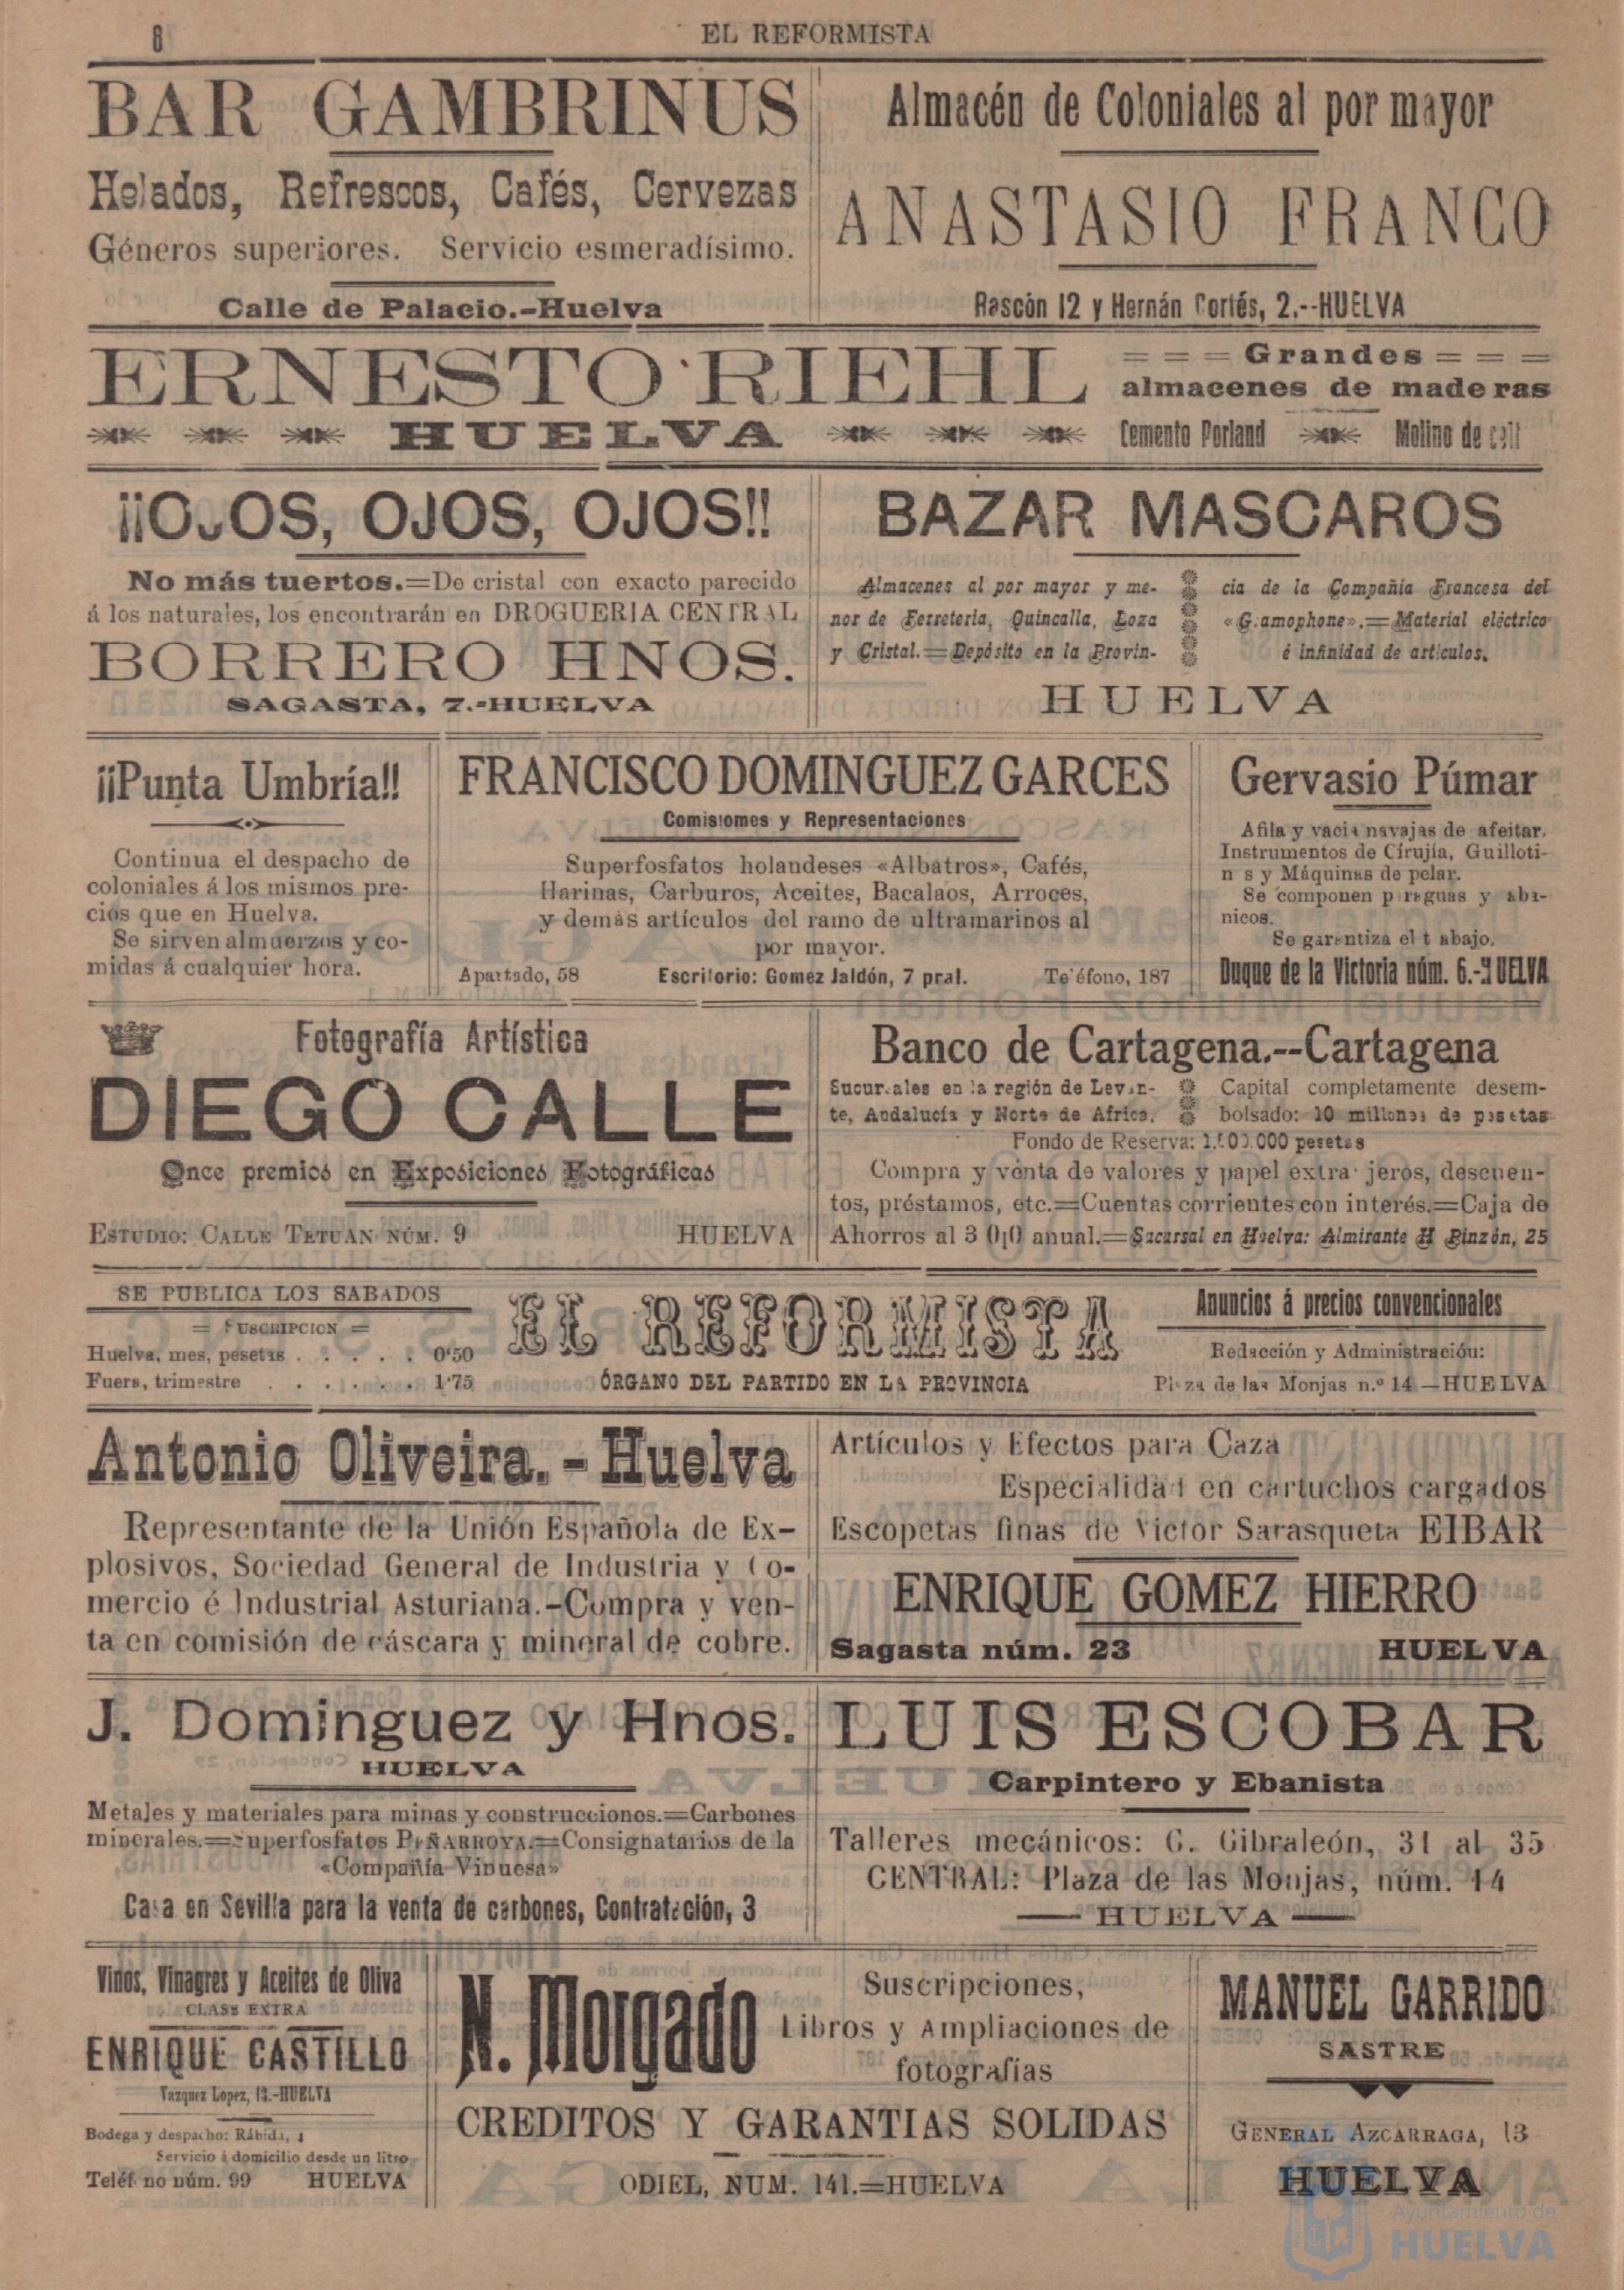 8
EL REFORMISTA
BAR GAMBRINUS
Helados, Refrescos, Cafés, Cervezas
Géneros superiores. Servicio esmeradísimo.
Calle de Palacio.-Huelva
Almacén de Coloniales al por mayor
ANASTASIO FRANCO
Rascón 12 y Hernán Cortés, 2.--HUELVA
ERNESTO RIEHL
HUELVA
= = = Grandes = = =
almacenes de maderas
Cemento Porland Molino de
¡¡OJOS, OJOS, OJOS!!
No más tuertos.=De cristal con exacto parecido
á los naturales, los encontrarán en DROGUERIA CENTRAL
BORRERO HNOS.
SAGASTA, 7.-HUELVA
BAZAR MASCAROS
Almacenes al por mayor y me-
nor de Ferretería, Quincalla, Loza
y Cristal.=Depósito en la Provin-
cia de la Compañia Francesa del
«Gramophone».=Material eléctrico
é infinidad de artículos.
HUELVA
¡¡Punta Umbría!!
Continua el despacho de
coloniales á los mismos pre-
cios que en Huelva.
Se sirven almuerzos y co-
midas á cualquier hora.
FRANCISCO DOMINGUEZ GARCES
Comisiomes y Representaciones
Superfosfatos holandeses «Albatros», Cafés,
Harinas, Carburos, Aceites, Bacalaos, Arroces,
y demás artículos del ramo de ultramarinos al
por mayor.
Apartado, 58 Escritorio: Gomez Jaldón, 7 pral. Teléfono, 187
Gervasio Púmar
Afila y vacia navajas de afeitar.
Instrumentos de Cirujía, Guilloti-
nas y Máquinas de pelar.
Se componen paraguas y aba-
nicos.
Se garantiza el trabajo.
Duque de la Victoria núm. 6.-HUELVA
Fotografía Artística
DIEGO CALLE
Once premios en Exposiciones Fotográficas
ESTUDIO: CALLE TETUAN NÚM. 9 HUELVA
Banco de Cartagena.--Cartagena
Sucursales en la región de Levan-
te, Andalucía y Norte de Africa.
Capital completamente desem-
bolsado: 10 millones de pesetas
Fondo de Reserva: pesetas
Compra y venta de valores y papel extranjeros, descuen-
tos, préstamos, etc.=Cuentas corrientes con interés.=Caja de
Ahorros al 3 0¡0 anual.=Sucursal en Huelva: Almirante H Pinzón, 25
SE PUBLICA LOS SABADOS
= SUSCRIPCION =
Huelva, mes, pesetas . . . . . 0'50
Fuera, trimestre . . . . . . 1'75
EL REFORMISTA
ÓRGANO DEL PARTIDO EN LA PROVINCIA
Anuncios á precios convencionales
Redacción y Administración:
Plaza de las Monjas n.º 14 —HUELVA
Antonio Oliveira. - Huelva
Representante de la Unión Española de Ex-
plosivos, Sociedad General de Industria y Co-
mercio é Industrial Asturiana.-Compra y ven-
ta en comisión de cáscara y mineral de cobre.
Artículos y Efectos para Caza
Especialidad en cartuchos cargados
Escopetas finas de Victor Sarasqueta EIBAR
ENRIQUE GOMEZ HIERRO
Sagasta núm. 23 HUELVA
J. Dominguez y Hnos.
HUELVA
Metales y materiales para minas y construcciones.=Carbones
minerales.=Superfosfatos PEÑARROYA.=Consignatarios de la
«Compañía Vinuesa»
Casa en Sevilla para la venta de carbones, Contratación, 3
LUIS ESCOBAR
Carpintero y Ebanista
Talleres mecánicos: C. Gibraleón, 31 al 35
CENTRAL: Plaza de las Monjas, núm. 14
— HUELVA —
Vinos, Vinagres y Aceites de Oliva
CLASS EXTRA
ENRIQUE CASTILLO
Vazquez Lopez, 13.-HUELVA
Bodega y despacho: Rábida, 4
Servicio á domicilio desde un litro
Teléfono núm. 99 HUELVA
N. Morgado
Suscripciones,
Libros y Ampliaciones de
fotografías
CREDITOS Y GARANTIAS SOLIDAS
ODIEL, NUM. 141.=HUELVA
MANUEL GARRIDO
SASTRE
GENERAL AZCARRAGA, 13
HUELVA
Ayuntamiento de
HUELVA